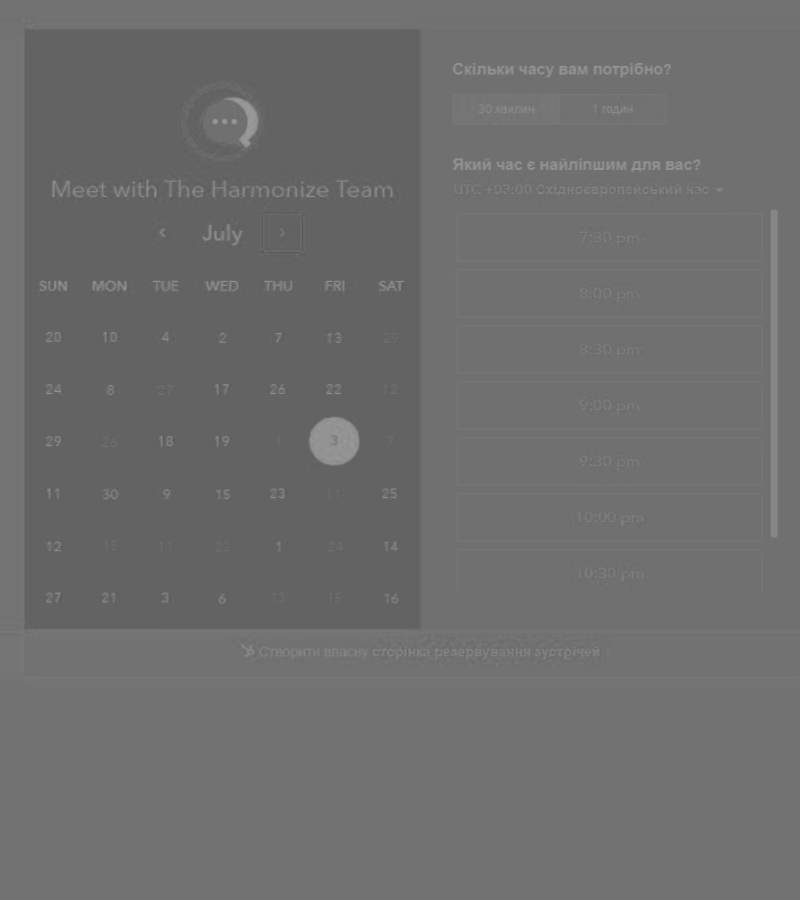 Meet with The Harmonize Team
July
SUN MON TUE WED THU FRI SAT
20 10 4 2 7 13 29
24 8 27 17 26 22 12
29 26 18 19 1 3 7
11 30 9 15 23 11 25
12 15 11 22 1 24 14
27 21 3 6 13 15 16
Скільки часу вам потрібно?
30 хвилин 1 годин
Який час є найліпшим для вас?
UTC +03:00 Східноєвропейський час
7:30 pm
8:00 pm
8:30 pm
9:00 pm
9:30 pm
10:00 pm
10:30 pm
Створити власну сторінка резервування зустрічей